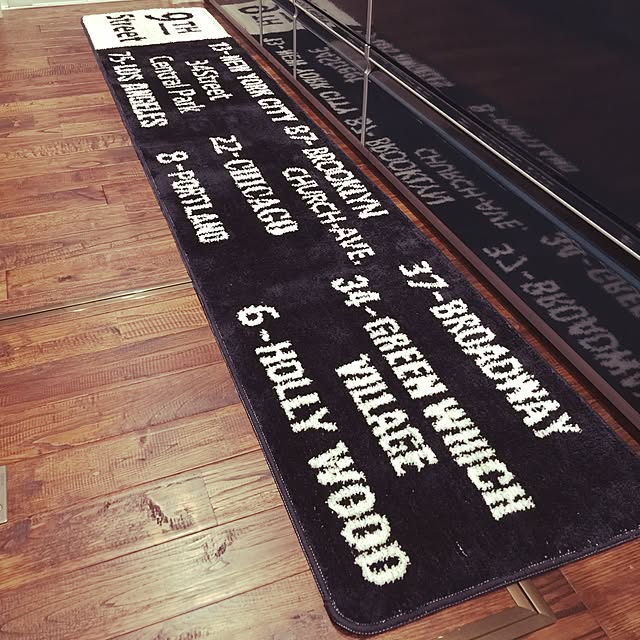 9TH
Street
13-NEW YORK CITY
34Street
Central Park
75-LOS ANGELES
87-BROOKLYN
CHURCH-AVE.
22-CHICAGO
8-PORTLAND
37-BROADWAY
34-GREEN WHICH
VILLAGE
6-HOLLY WOOD